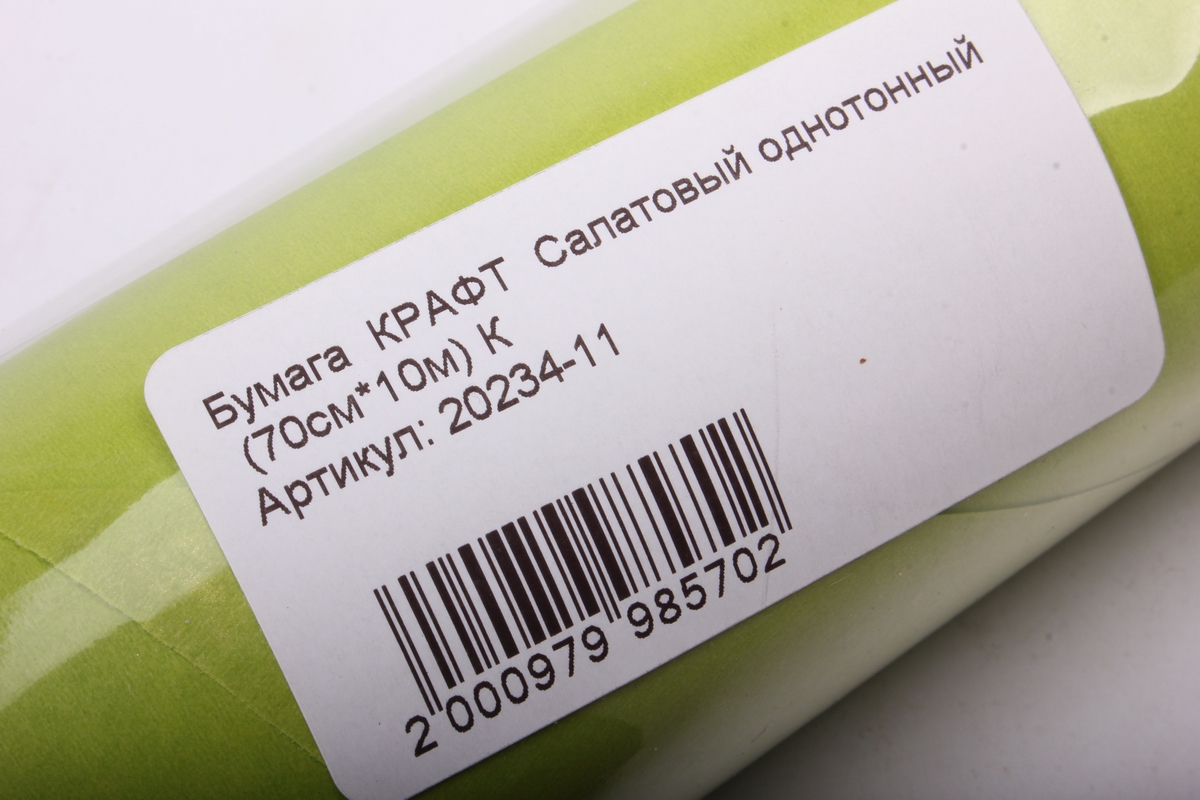 Бумага КРАФТ Салатовый однотонный
(70см*10м) К
Артикул: 20234-11
2 000979 985702